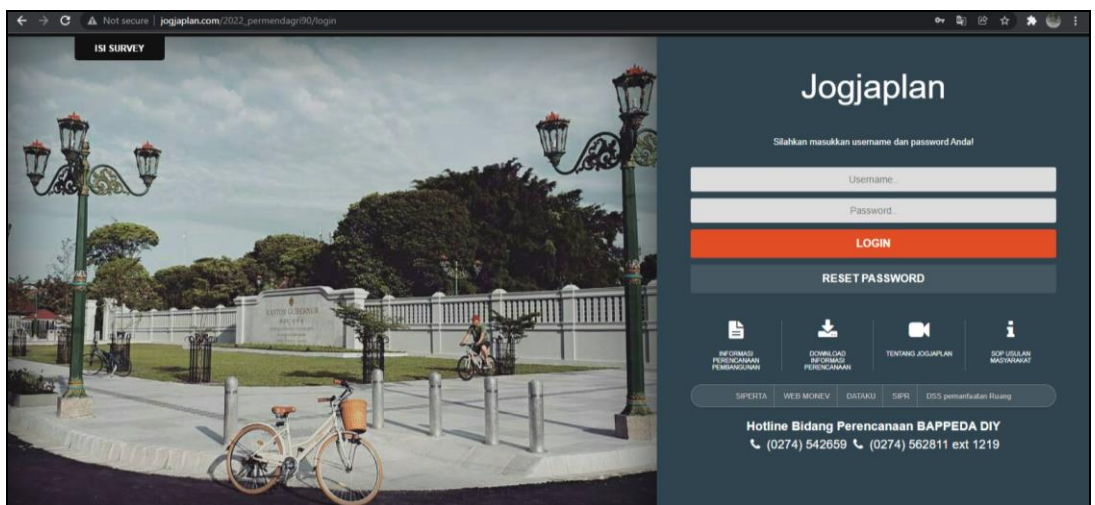 Not secure | jogjaplan.com/2022_permendagri90/login
ISI SURVEY
KANTOR GUBERNUR
Jogjaplan
Silahkan masukkan username dan password Anda!
Username..
Password..
LOGIN
RESET PASSWORD
INFORMASI
PERENCANAAN
PEMBANGUNAN
DOWNLOAD
INFORMASI
PERENCANAAN
TENTANG JOGJAPLAN
SOP USULAN
MASYARAKAT
SIPERTA WEB MONEV DATAKU SIPR DSS pemanfaatan Ruang
Hotline Bidang Perencanaan BAPPEDA DIY
(0274) 542659 (0274) 562811 ext 1219